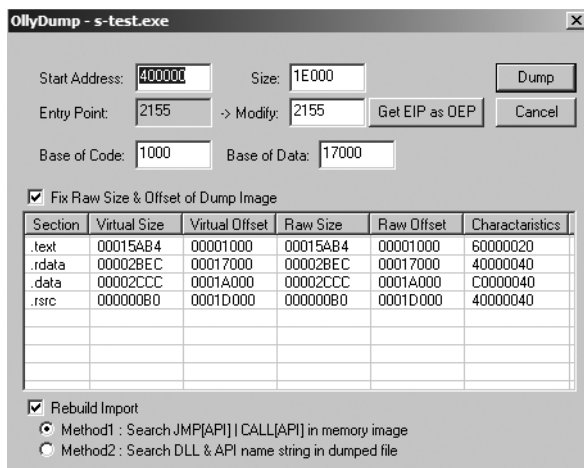 OllyDump - s-test.exe
Start Address: 400000 Size: 1E000 Dump
Entry Point: 2155 -> Modify: 2155 Get EIP as OEP Cancel
Base of Code: 1000 Base of Data: 17000
Fix Raw Size & Offset of Dump Image
Section Virtual Size Virtual Offset Raw Size Raw Offset Charactaristics
.text 00015AB4 00001000 00015AB4 00001000 60000020
.rdata 00002BEC 00017000 00002BEC 00017000 40000040
.data 00002CCC 0001A000 00002CCC 0001A000 C0000040
.rsrc 000000B0 0001D000 000000B0 0001D000 40000040
Rebuild Import
Method1 : Search JMP[API] | CALL[API] in memory image
Method2 : Search DLL & API name string in dumped file